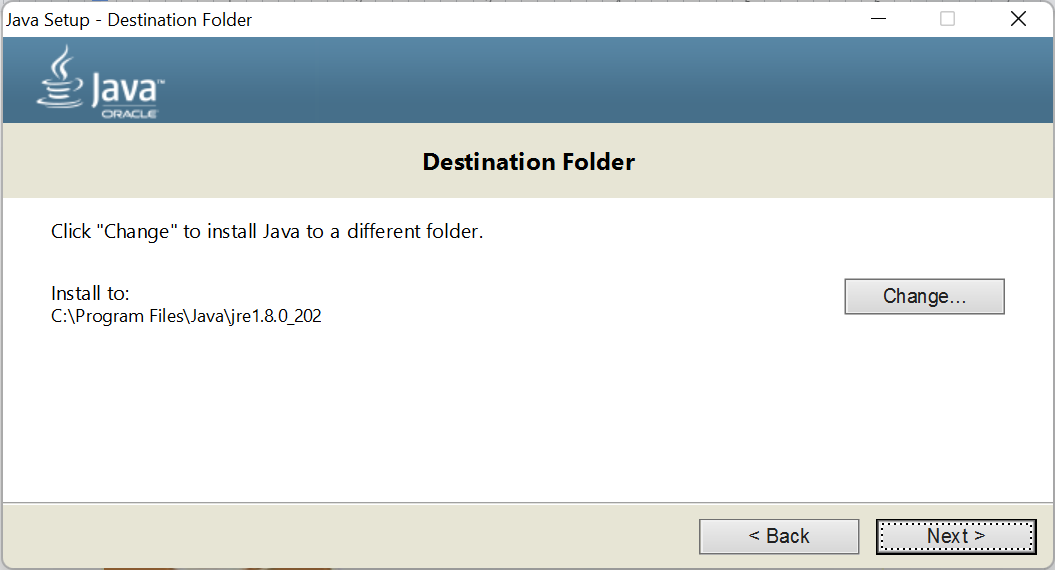 Java Setup - Destination Folder
Java™
ORACLE
Destination Folder
Click "Change" to install Java to a different folder.
Install to:
Change...
C:\Program Files\Java\jre1.8.0_202
< Back
Next >